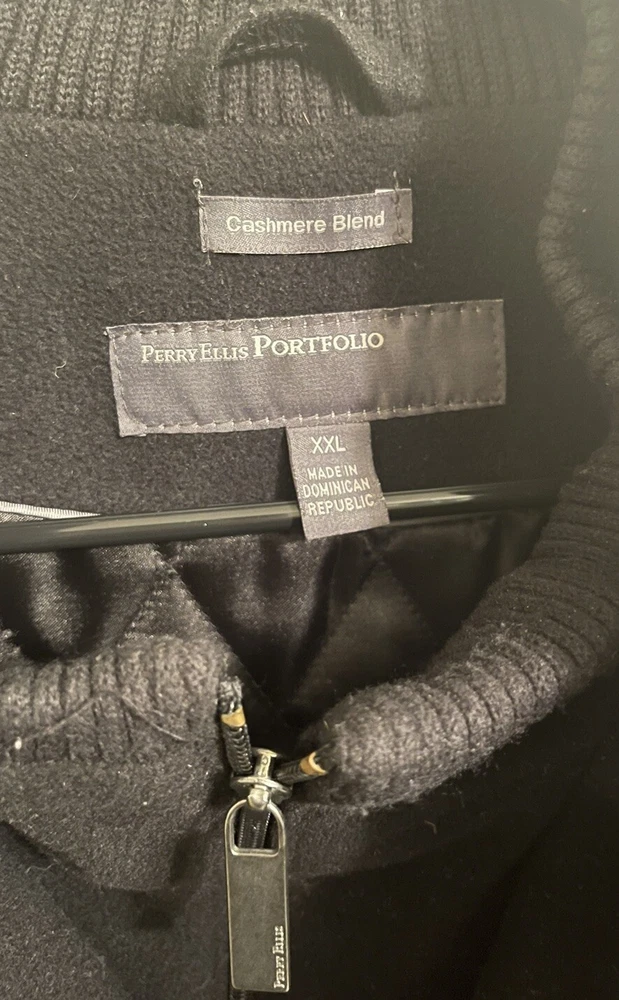 Cashmere Blend
PERRY ELLIS PORTFOLIO
XXL
MADE IN
DOMINICAN
REPUBLIC
PERRY ELLIS